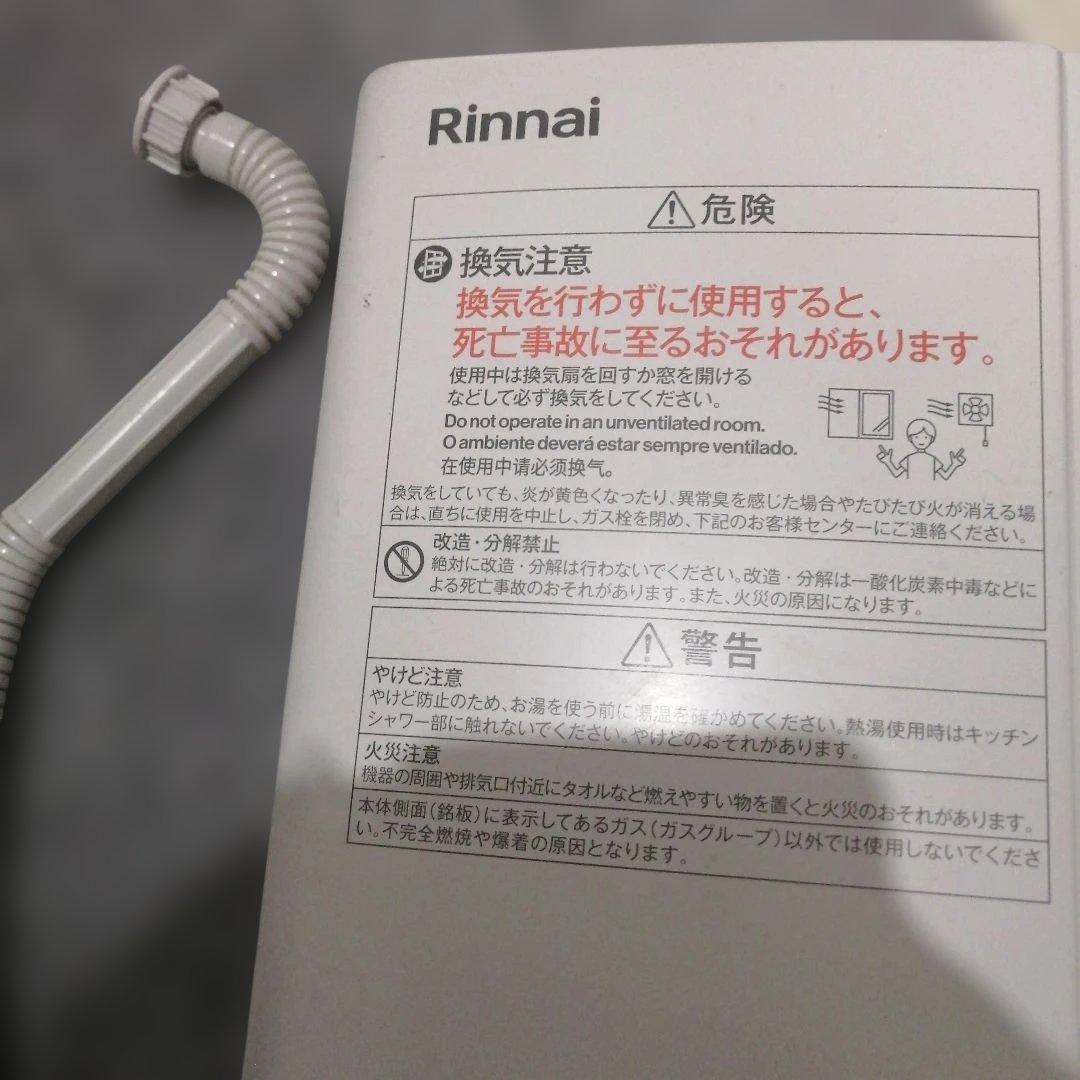 Rinnai
危険
換気注意
換気を行わずに使用すると、
死亡事故に至るおそれがあります。
使用中は換気扇を回すか窓を開ける
などして必ず換気をしてください。
Do not operate in an unventilated room.
O ambiente deverá estar sempre ventilado.
在使用中请必须换气。
換気をしていても、炎が黄色くなったり、異常臭を感じた場合やたびたび火が消える場
合は、直ちに使用を中止し、ガス栓を閉め、下記のお客様センターにご連絡ください。
改造・分解禁止
絶対に改造・分解は行わないでください。改造・分解は一酸化炭素中毒などに
よる死亡事故のおそれがあります。また、火災の原因になります。
警告
やけど注意
やけど防止のため、お湯を使う前に湯温を確かめてください。熱湯使用時はキッチン
シャワー部に触れないでください。やけどのおそれがあります。
火災注意
機器の周囲や排気口付近にタオルなど燃えやすい物を置くと火災のおそれがあります。
本体側面（銘板）に表示してあるガス（ガスグループ）以外では使用しないでくださ
い。不完全燃焼や爆着の原因となります。